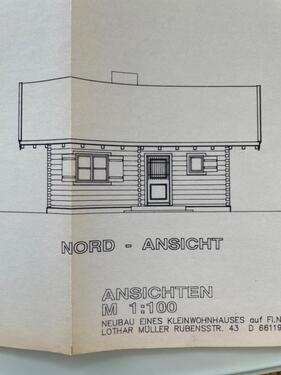 NORD - ANSICHT
ANSICHTEN
M 1:100
NEUBAU EINES KLEINWOHNHAUSES auf Fl.N
LOTHAR MÜLLER RUBENSSTR. 43 D 66119